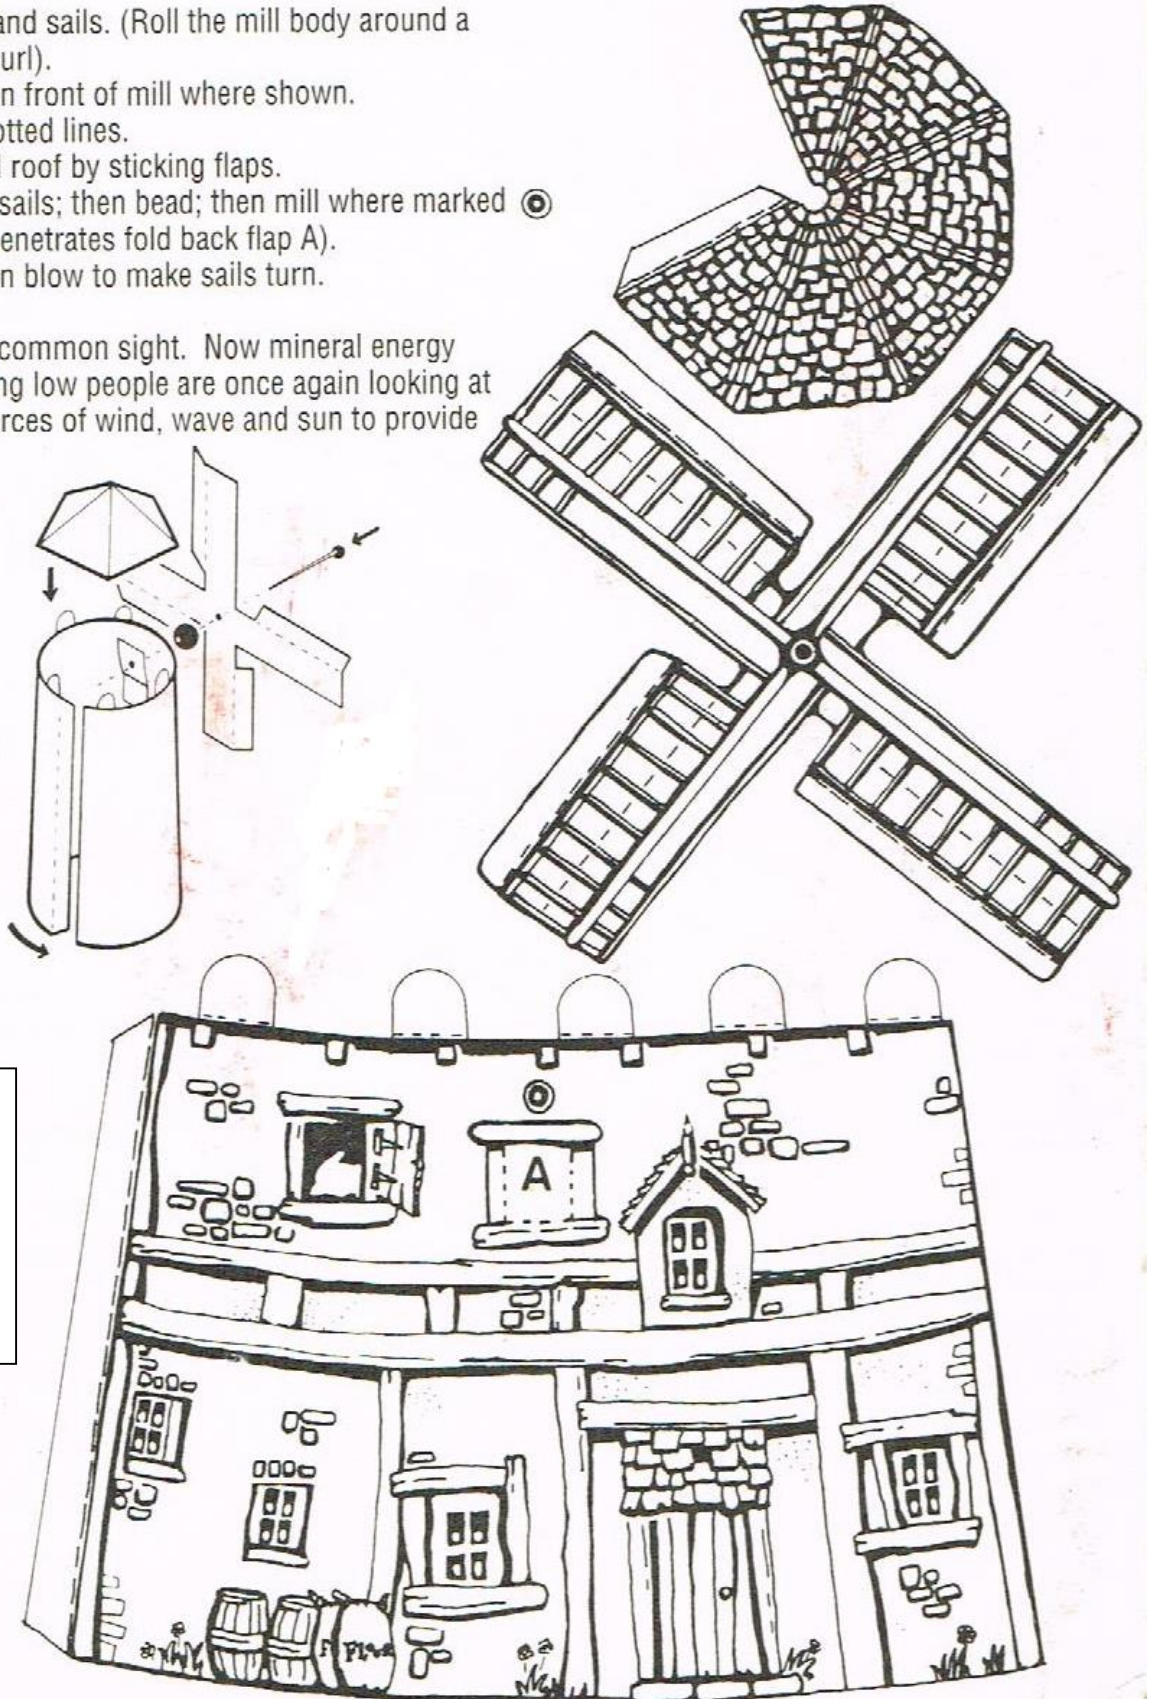 and sails. (Roll the mill body around a
url).
n front of mill where shown.
otted lines.
l roof by sticking flaps.
sails; then bead; then mill where marked
enetrates fold back flap A).
n blow to make sails turn.
common sight. Now mineral energy
ng low people are once again looking at
rces of wind, wave and sun to provide
A